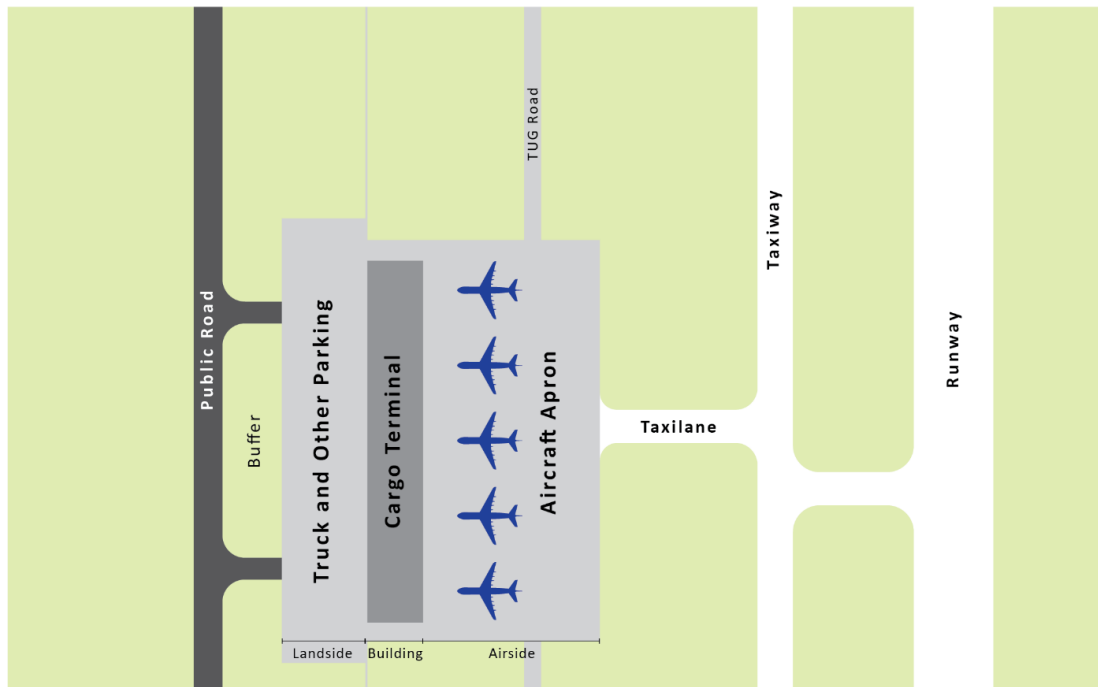 Public Road
Buffer
Truck and Other Parking
Cargo Terminal
Aircraft Apron
TUG Road
Taxilane
Taxiway
Runway
Landside
Building
Airside